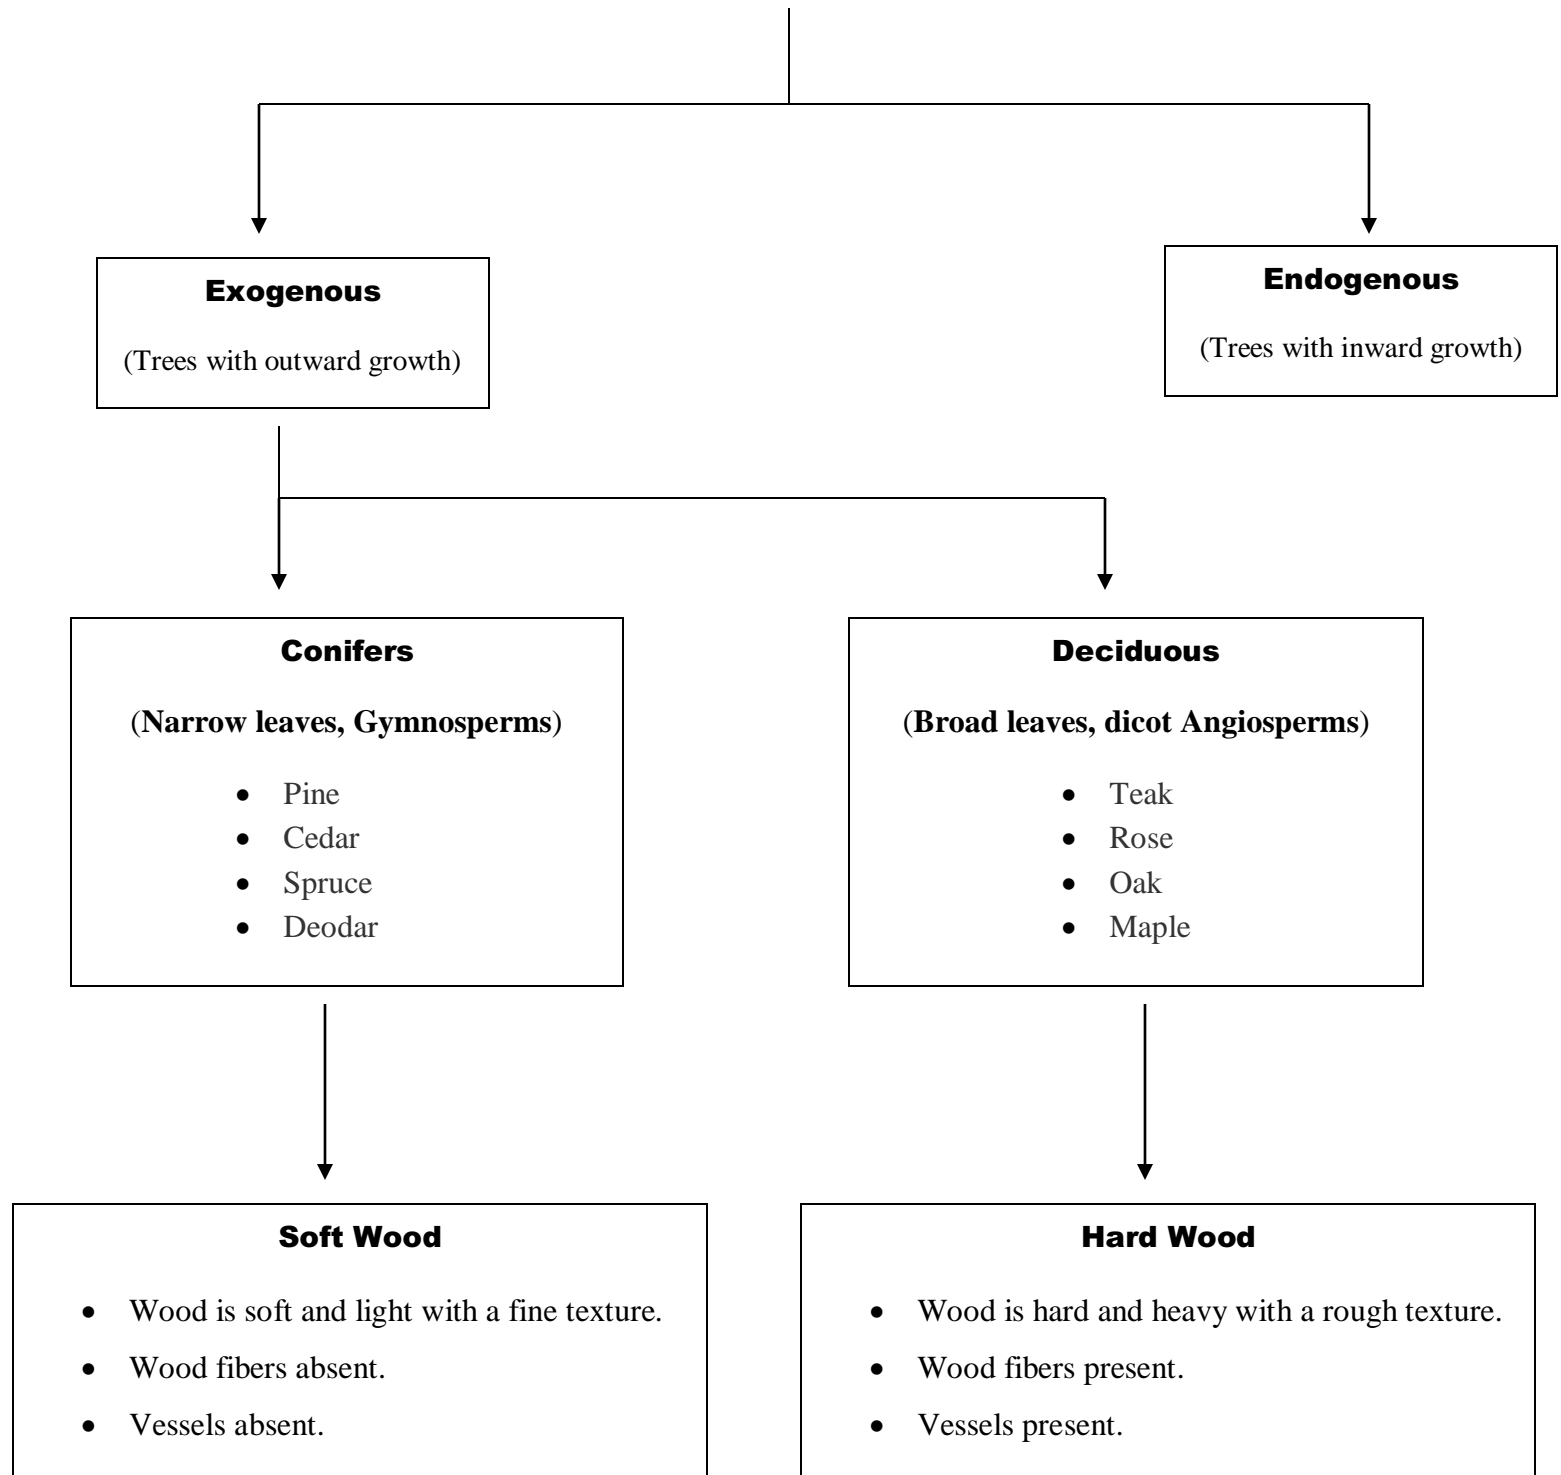 Exogenous
(Trees with outward growth)
Endogenous
(Trees with inward growth)
Conifers
(Narrow leaves, Gymnosperms)
• Pine
• Cedar
• Spruce
• Deodar
Deciduous
(Broad leaves, dicot Angiosperms)
• Teak
• Rose
• Oak
• Maple
Soft Wood
• Wood is soft and light with a fine texture.
• Wood fibers absent.
• Vessels absent.
Hard Wood
• Wood is hard and heavy with a rough texture.
• Wood fibers present.
• Vessels present.